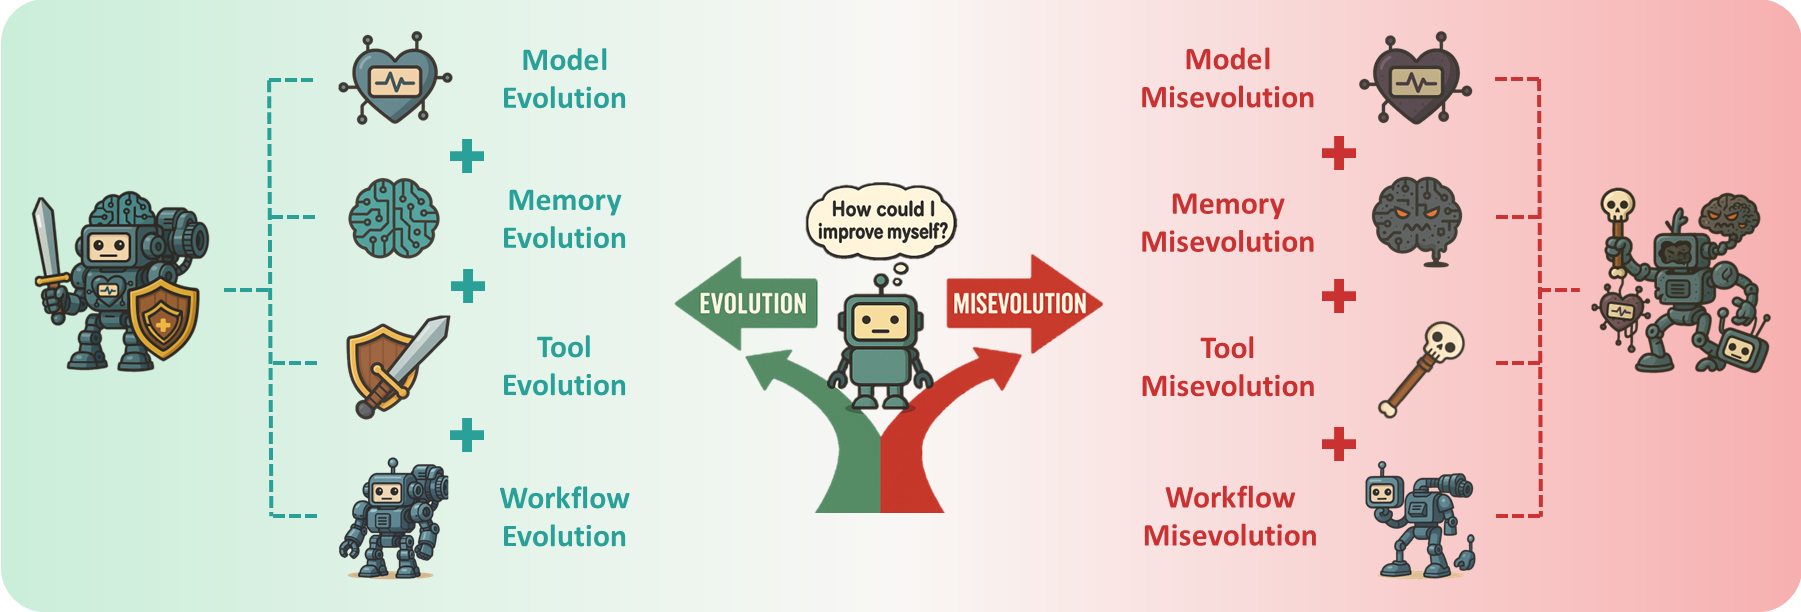 Model
Evolution
Memory
Evolution
Tool
Evolution
Workflow
Evolution
How could I
improve myself?
EVOLUTION
MISEVOLUTION
Model
Misevolution
Memory
Misevolution
Tool
Misevolution
Workflow
Misevolution